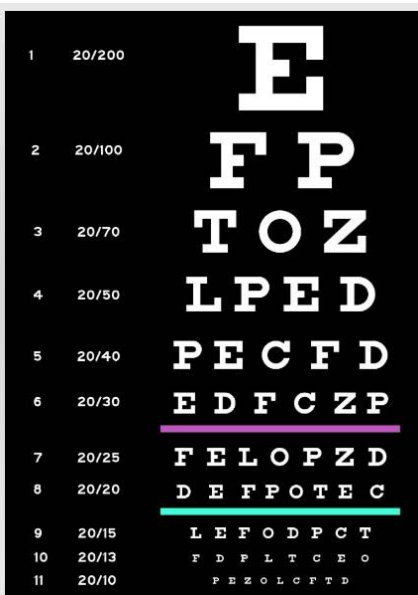 1 20/200 E
2 20/100 F P
3 20/70 T O Z
4 20/50 L P E D
5 20/40 P E C F D
6 20/30 E D F C Z P
7 20/25 F E L O P Z D
8 20/20 D E F P O T E C
9 20/15 L E F O D P C T
10 20/13 F D P L T C E O
11 20/10 P E Z O L C F T D